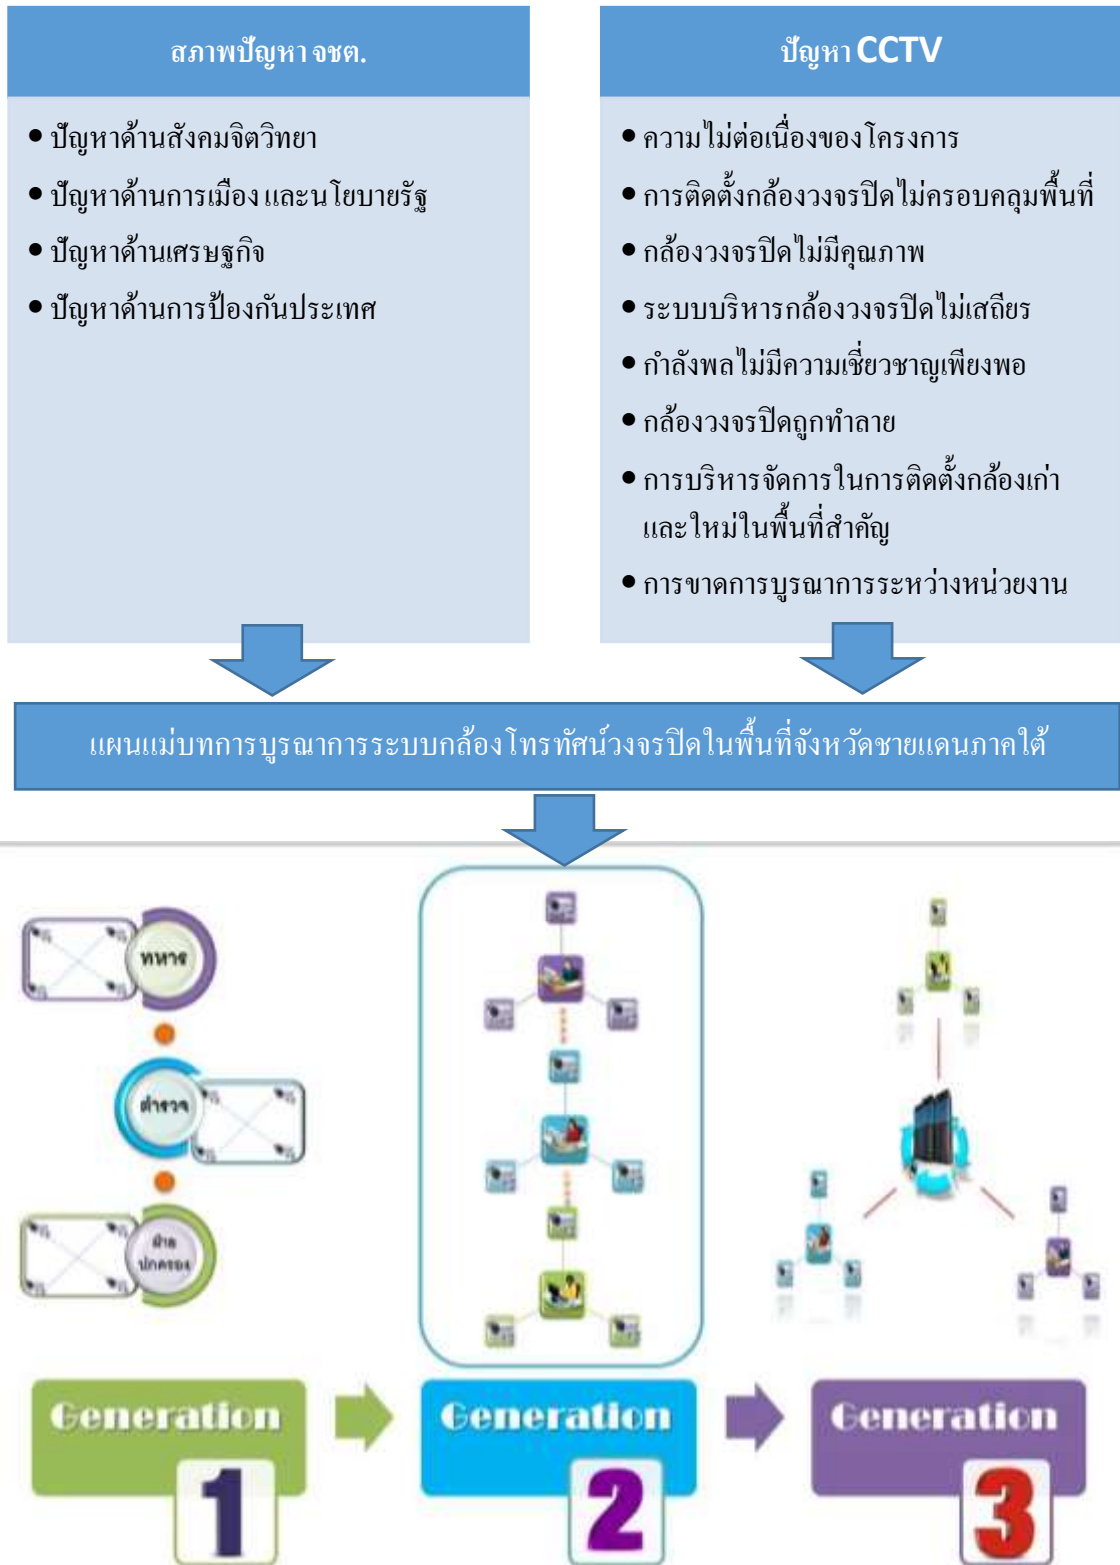 สภาพปัญหา จชต.
• ปัญหาด้านสังคมจิตวิทยา
• ปัญหาด้านการเมือง และนโยบายรัฐ
• ปัญหาด้านเศรษฐกิจ
• ปัญหาด้านการป้องกันประเทศ
ปัญหา CCTV
• ความไม่ต่อเนื่องของโครงการ
• การติดตั้งกล้องวงจรปิดไม่ครอบคลุมพื้นที่
• กล้องวงจรปิดไม่มีคุณภาพ
• ระบบบริหารกล้องวงจรปิดไม่เสถียร
• กำลังพลไม่มีความเชี่ยวชาญเพียงพอ
• กล้องวงจรปิดถูกทำลาย
• การบริหารจัดการในการติดตั้งกล้องเก่า
และใหม่ในพื้นที่สำคัญ
• การขาดการบูรณาการระหว่างหน่วยงาน
แผนแม่บทการบูรณาการระบบกล้องโทรทัศน์วงจรปิดในพื้นที่จังหวัดชายแดนภาคใต้
ทหาร
ตำรวจ
ฝ่าย
ปกครอง
Generation
1
Generation
2
Generation
3